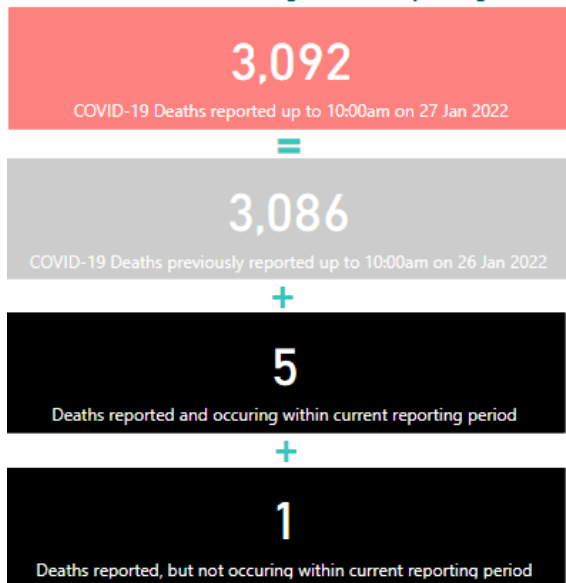 3,092
COVID-19 Deaths reported up to 10:00am on 27 Jan 2022
=
3,086
COVID-19 Deaths previously reported up to 10:00am on 26 Jan 2022
+
5
Deaths reported and occuring within current reporting period
+
1
Deaths reported, but not occuring within current reporting period